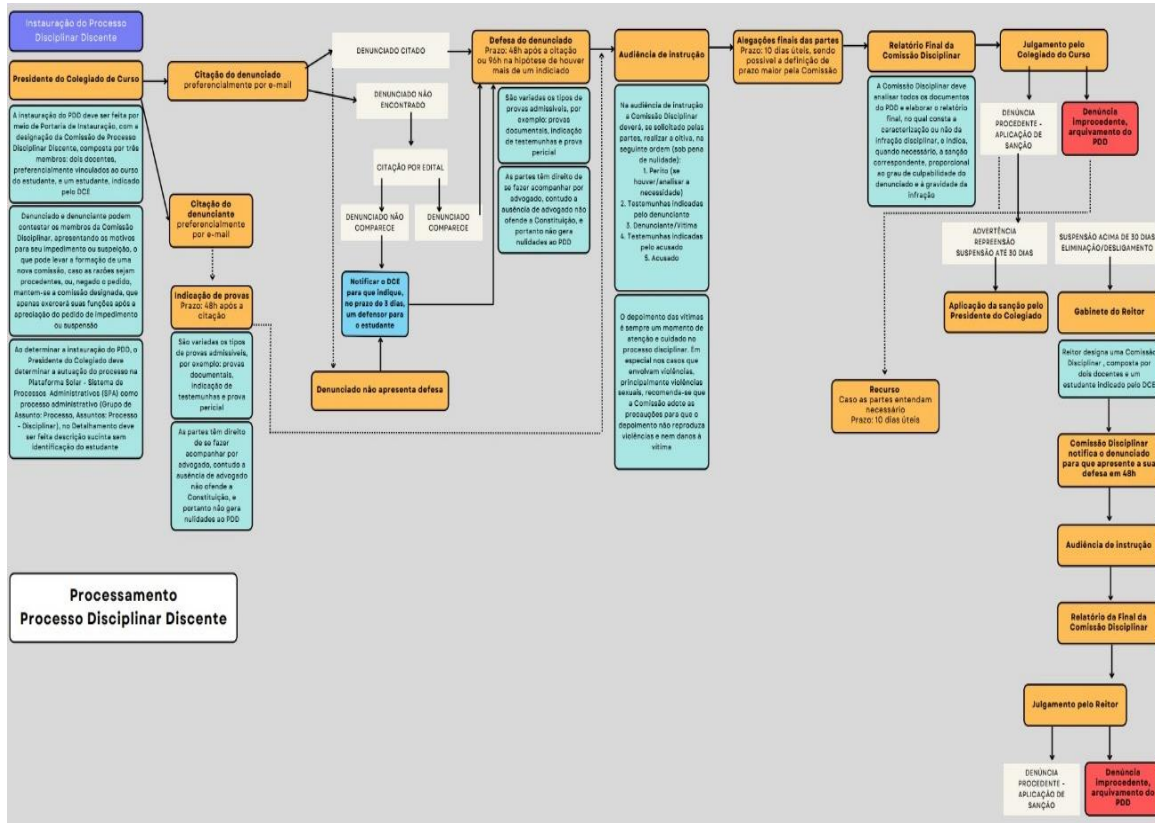 Instauração do Processo
Disciplinar Discente
Presidente do Colegiado de Curso
A instauração do PDD deve ser feita por
meio de Portaria de Instauração, com a
designação da Comissão de Processo
Disciplinar Discente, composta por três
membros: dois docentes,
preferencialmente vinculados ao curso
do estudante, e um estudante, indicado
pelo DCE
Denunciado e denunciante podem
contestar os membros da Comissão
Disciplinar, apresentando os motivos
para seu impedimento ou suspeição, o
que pode levar a formação de uma
nova comissão, caso as razões sejam
procedentes, ou, negado o pedido,
mantem-se a comissão designada, que
apenas exercerá suas funções após a
apreciação do pedido de impedimento
ou suspensão
Ao determinar a instauração do PDD, o
Presidente do Colegiado deve
determinar a autuação do processo na
Plataforma Solar - Sistema de
Processos Administrativos (SPA) como
processo administrativo (Grupo de
Assunto: Processo, Assuntos: Processo
- Disciplinar), no Detalhamento deve
ser feita descrição sucinta sem
identificação do estudante
Citação do denunciado
preferencialmente por e-mail
Citação do
denunciante
preferencialmente
por e-mail
Indicação de provas
Prazo: 48h após a
citação
São variadas os tipos
de provas admissíveis,
por exemplo: provas
documentais,
indicação de
testemunhas e prova
pericial
As partes têm direito
de se fazer
acompanhar por
advogado, contudo a
ausência de advogado
não ofende a
Constituição, e
portanto não gera
nulidades ao PDD
DENUNCIADO CITADO
DENUNCIADO NÃO
ENCONTRADO
CITAÇÃO POR EDITAL
DENUNCIADO NÃO
COMPARECE
DENUNCIADO
COMPARECE
Notificar o DCE
para que indique,
no prazo de 3 dias,
um defensor para
o estudante
Denunciado não apresenta defesa
Defesa do denunciado
Prazo: 48h após a citação
ou 96h na hipótese de houver
mais de um indiciado
São variadas os tipos de
provas admissíveis, por
exemplo: provas
documentais, indicação
de testemunhas e prova
pericial
As partes têm direito de
se fazer acompanhar por
advogado, contudo a
ausência de advogado não
ofende a Constituição, e
portanto não gera
nulidades ao PDD
Audiência de instrução
Na audiência de instrução
a Comissão Disciplinar
deverá, se solicitado pelas
partes, realizar a oitiva, na
seguinte ordem (sob pena
de nulidade):
1. Perito (se
houver/analisar a
necessidade)
2. Testemunhas indicadas
pelo denunciante
3. Denunciante/Vítima
4. Testemunhas indicadas
pelo acusado
5. Acusado
O depoimento das vítimas
é sempre um momento de
atenção e cuidado no
processo disciplinar. Em
especial nos casos que
envolvam violências,
principalmente violências
sexuais, recomenda-se que
a Comissão adote as
precauções para que o
depoimento não reproduza
violências e nem danos à
vítima
Alegações finais das partes
Prazo: 10 dias úteis, sendo
possível a definição de
prazo maior pela Comissão
Relatório Final da
Comissão Disciplinar
A Comissão Disciplinar deve
analisar todos os documentos
do PDD e elaborar o relatório
final, no qual consta a
caracterização ou não da
infração disciplinar, e indica,
quando necessário, a sanção
correspondente, proporcional
ao grau de culpabilidade do
denunciado e à gravidade da
infração
Julgamento pelo
Colegiado do Curso
DENÚNCIA
PROCEDENTE -
APLICAÇÃO DE
SANÇÃO
Denúncia
improcedente,
arquivamento do
PDD
ADVERTÊNCIA
REPREENSÃO
SUSPENSÃO ATÉ 30 DIAS
SUSPENSÃO ACIMA DE 30 DIAS
ELIMINAÇÃO/DESLIGAMENTO
Aplicação da sanção pelo
Presidente do Colegiado
Recurso
Caso as partes entendam
necessário
Prazo: 10 dias úteis
Gabinete do Reitor
Reitor designa uma Comissão
Disciplinar , composta por
dois docentes e um
estudante indicado pelo DCE
Comissão Disciplinar
notifica o denunciado
para que apresente a sua
defesa em 48h
Audiência de instrução
Relatório da Final da
Comissão Disciplinar
Julgamento pelo Reitor
DENÚNCIA
PROCEDENTE -
APLICAÇÃO DE
SANÇÃO
Denúncia
improcedente,
arquivamento do
PDD
Processamento
Processo Disciplinar Discente